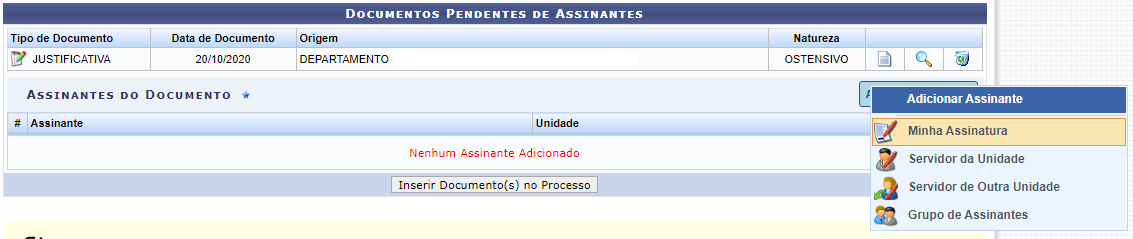 DOCUMENTOS PENDENTES DE ASSINANTES
Tipo de Documento Data de Documento Origem Natureza
JUSTIFICATIVA 20/10/2020 DEPARTAMENTO OSTENSIVO
ASSINANTES DO DOCUMENTO
Adicionar Assinante
# Assinante Unidade
Minha Assinatura
Nenhum Assinante Adicionado
Servidor da Unidade
Inserir Documento(s) no Processo
Servidor de Outra Unidade
Grupo de Assinantes